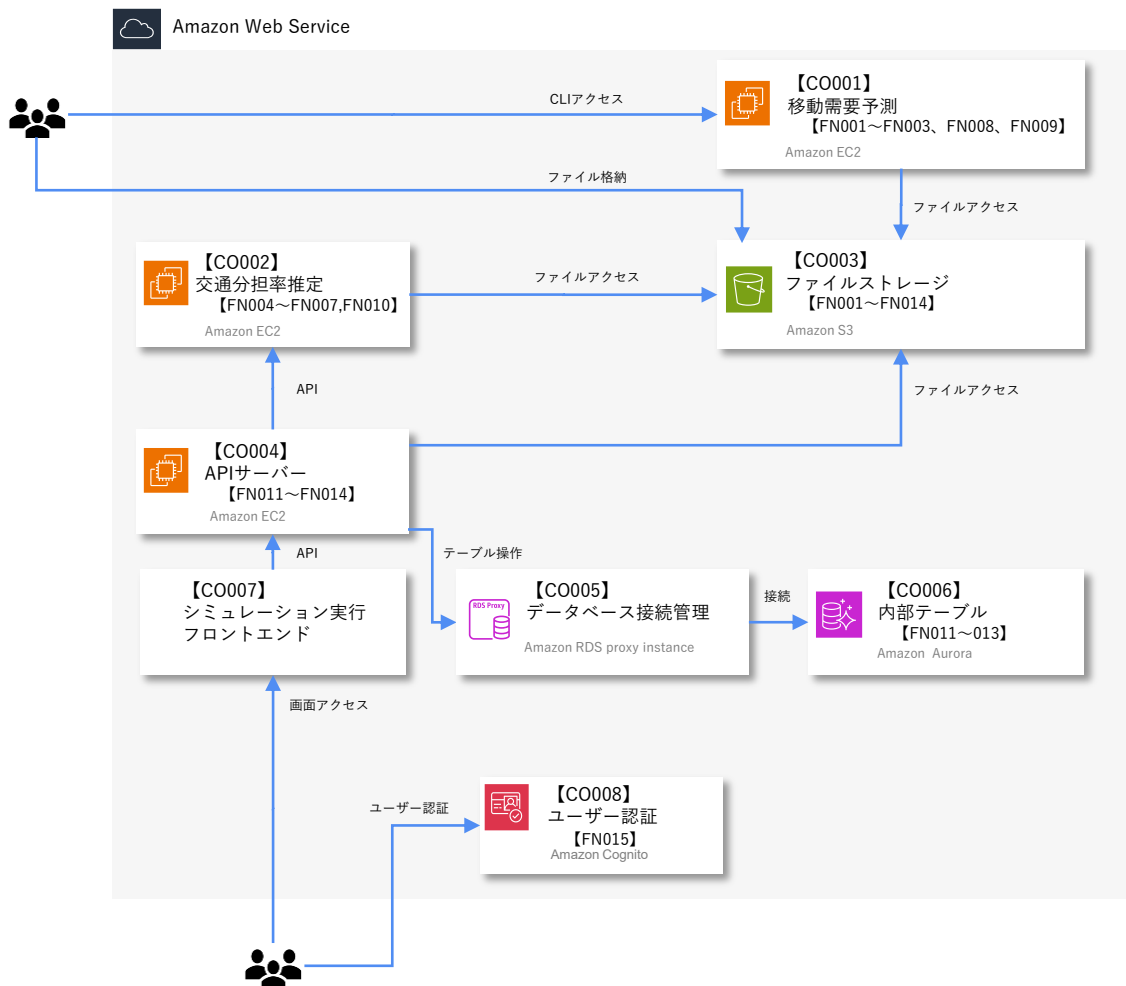 Amazon Web Service
CLIアクセス
【CO001】
移動需要予測
【FN001～FN003、FN008、FN009】
Amazon EC2
ファイル格納
ファイルアクセス
【CO002】
交通分担率推定
【FN004～FN007,FN010】
Amazon EC2
ファイルアクセス
【CO003】
ファイルストレージ
【FN001～FN014】
Amazon S3
API
ファイルアクセス
【CO004】
APIサーバー
【FN011～FN014】
Amazon EC2
API
テーブル操作
【CO007】
シミュレーション実行
フロントエンド
RDS Proxy
【CO005】
データベース接続管理
Amazon RDS proxy instance
接続
【CO006】
内部テーブル
【FN011～013】
Amazon Aurora
画面アクセス
ユーザー認証
【CO008】
ユーザー認証
【FN015】
Amazon Cognito